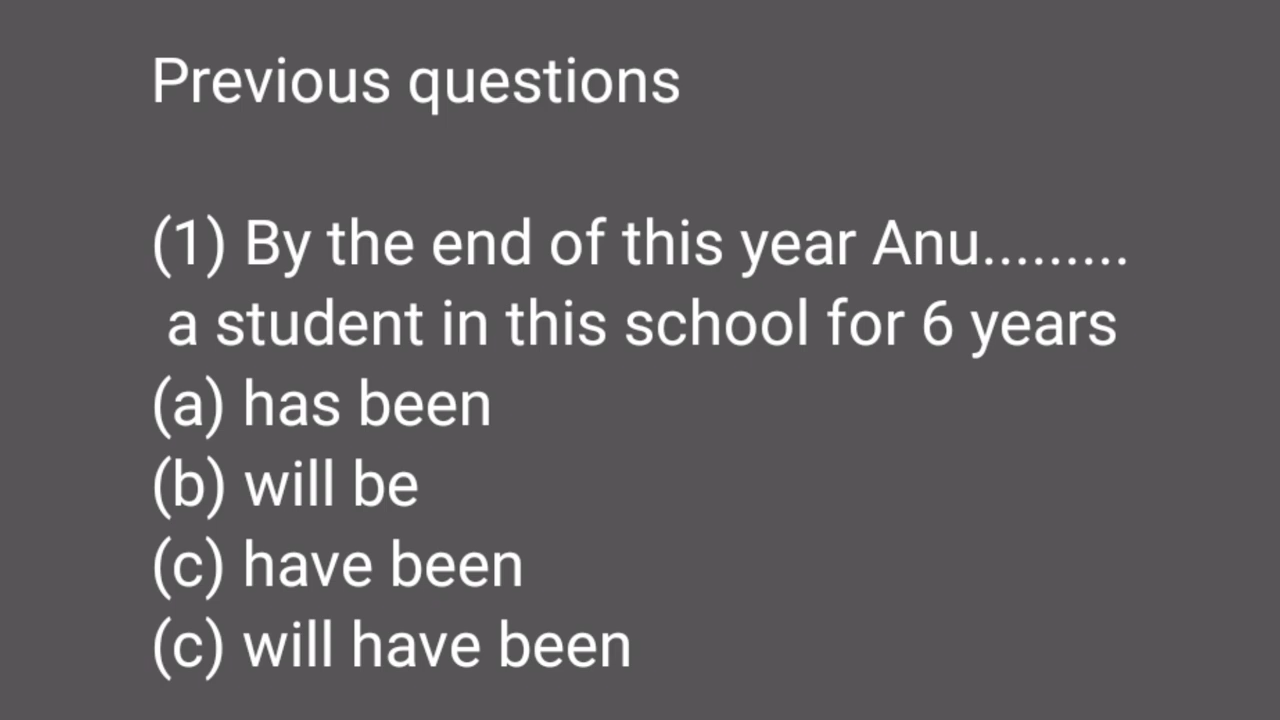 Previous questions
(1) By the end of this year Anu.........
a student in this school for 6 years
(a) has been
(b) will be
(c) have been
(c) will have been